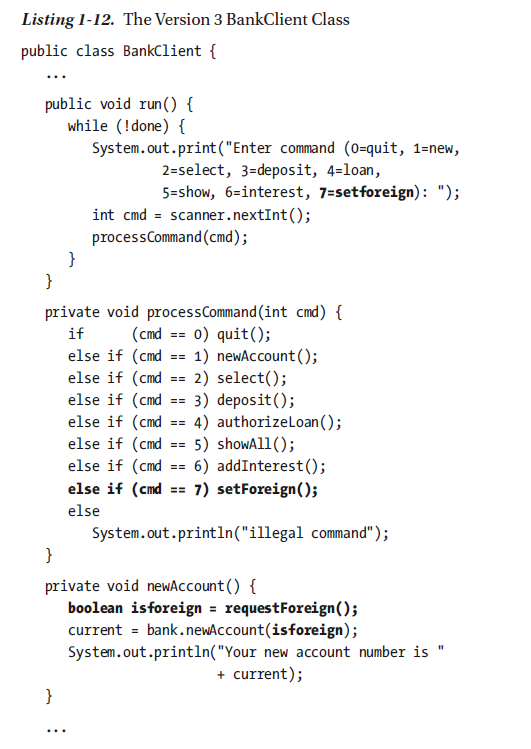 Listing 1-12. The Version 3 BankClient Class
public class BankClient {
   ...
   public void run() {
      while (!done) {
         System.out.print("Enter command (0=quit, 1=new,
                  2=select, 3=deposit, 4=loan,
                  5=show, 6=interest, 7=setforeign): ");
         int cmd = scanner.nextInt();
         processCommand(cmd);
      }
   }
   private void processCommand(int cmd) {
      if      (cmd == 0) quit();
      else if (cmd == 1) newAccount();
      else if (cmd == 2) select();
      else if (cmd == 3) deposit();
      else if (cmd == 4) authorizeLoan();
      else if (cmd == 5) showAll();
      else if (cmd == 6) addInterest();
      else if (cmd == 7) setForeign();
      else
         System.out.println("illegal command");
   }
   private void newAccount() {
      boolean isforeign = requestForeign();
      current = bank.newAccount(isforeign);
      System.out.println("Your new account number is "
                         + current);
   }
   ...